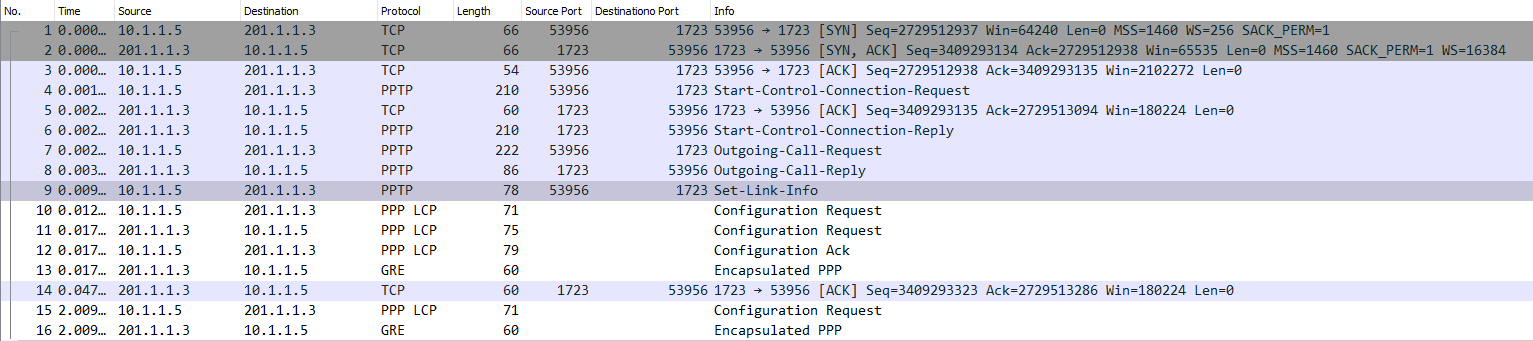 No. Time Source Destination Protocol Length Source Port Destinationo Port Info
1 0.000… 10.1.1.5 201.1.1.3 TCP 66 53956 1723 53956 → 1723 [SYN] Seq=2729512937 Win=64240 Len=0 MSS=1460 WS=256 SACK_PERM=1
2 0.000… 201.1.1.3 10.1.1.5 TCP 66 1723 53956 1723 → 53956 [SYN, ACK] Seq=3409293134 Ack=2729512938 Win=65535 Len=0 MSS=1460 SACK_PERM=1 WS=16384
3 0.000… 10.1.1.5 201.1.1.3 TCP 54 53956 1723 53956 → 1723 [ACK] Seq=2729512938 Ack=3409293135 Win=2102272 Len=0
4 0.001… 10.1.1.5 201.1.1.3 PPTP 210 53956 1723 Start-Control-Connection-Request
5 0.002… 201.1.1.3 10.1.1.5 TCP 60 1723 53956 1723 → 53956 [ACK] Seq=3409293135 Ack=2729513094 Win=180224 Len=0
6 0.002… 201.1.1.3 10.1.1.5 PPTP 210 1723 53956 Start-Control-Connection-Reply
7 0.002… 10.1.1.5 201.1.1.3 PPTP 222 53956 1723 Outgoing-Call-Request
8 0.003… 201.1.1.3 10.1.1.5 PPTP 86 1723 53956 Outgoing-Call-Reply
9 0.009… 10.1.1.5 201.1.1.3 PPTP 78 53956 1723 Set-Link-Info
10 0.012… 10.1.1.5 201.1.1.3 PPP LCP 71 Configuration Request
11 0.017… 201.1.1.3 10.1.1.5 PPP LCP 75 Configuration Request
12 0.017… 10.1.1.5 201.1.1.3 PPP LCP 79 Configuration Ack
13 0.017… 201.1.1.3 10.1.1.5 GRE 60 Encapsulated PPP
14 0.047… 201.1.1.3 10.1.1.5 TCP 60 1723 53956 1723 → 53956 [ACK] Seq=3409293323 Ack=2729513286 Win=180224 Len=0
15 2.009… 10.1.1.5 201.1.1.3 PPP LCP 71 Configuration Request
16 2.009… 201.1.1.3 10.1.1.5 GRE 60 Encapsulated PPP